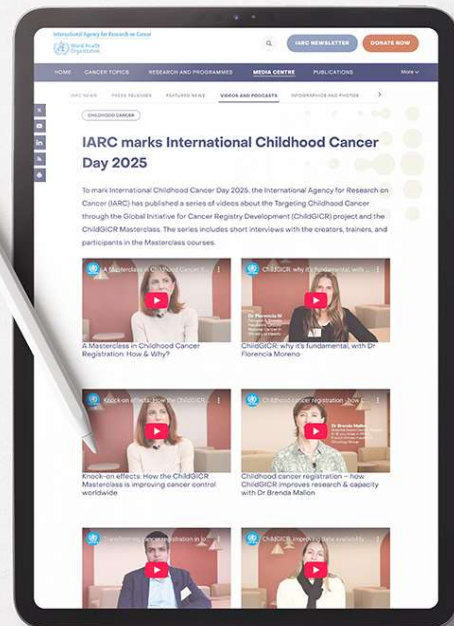 International Agency for Research on Cancer
World Health
Organization
IARC NEWSLETTER
DONATE NOW
HOME
CANCER TOPICS
RESEARCH AND PROGRAMMES
MEDIA CENTRE
PUBLICATIONS
More
IARC NEWS
PRESS RELEASES
FEATURED NEWS
VIDEOS AND PODCASTS
INFOGRAPHICS AND PHOTOS
CHILDHOOD CANCER
IARC marks International Childhood Cancer
Day 2025
To mark International Childhood Cancer Day 2025, the International Agency for Research on
Cancer (IARC) has published a series of videos about the Targeting Childhood Cancer
through the Global Initiative for Cancer Registry Development (ChildGICR) project and the
ChildGICR Masterclass. The series includes short interviews with the creators, trainers, and
participants in the Masterclass courses.
A Masterclass in Childhood Cancer
ChildGICR: why it's fundamental, with
Dr Florencia M
A Masterclass in Childhood Cancer
Registration: How & Why?
ChildGICR: why it's fundamental, with Dr
Florencia Moreno
Knock-on effects: How the ChildGICR
Childhood cancer registration - how
Dr Brenda Mallon
Knock-on effects: How the ChildGICR
Masterclass is improving cancer control
worldwide
Childhood cancer registration – how
ChildGICR improves research & capacity
with Dr Brenda Mallon
Transforming cancer registration in
ChildGICR: improving data availability